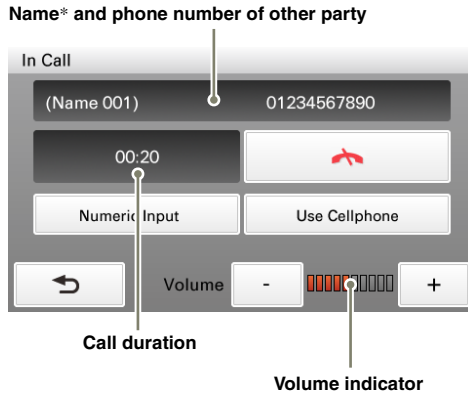 Name* and phone number of other party
In Call
(Name 001) 01234567890
00:20
Numeric Input Use Cellphone
Volume - +
Call duration
Volume indicator